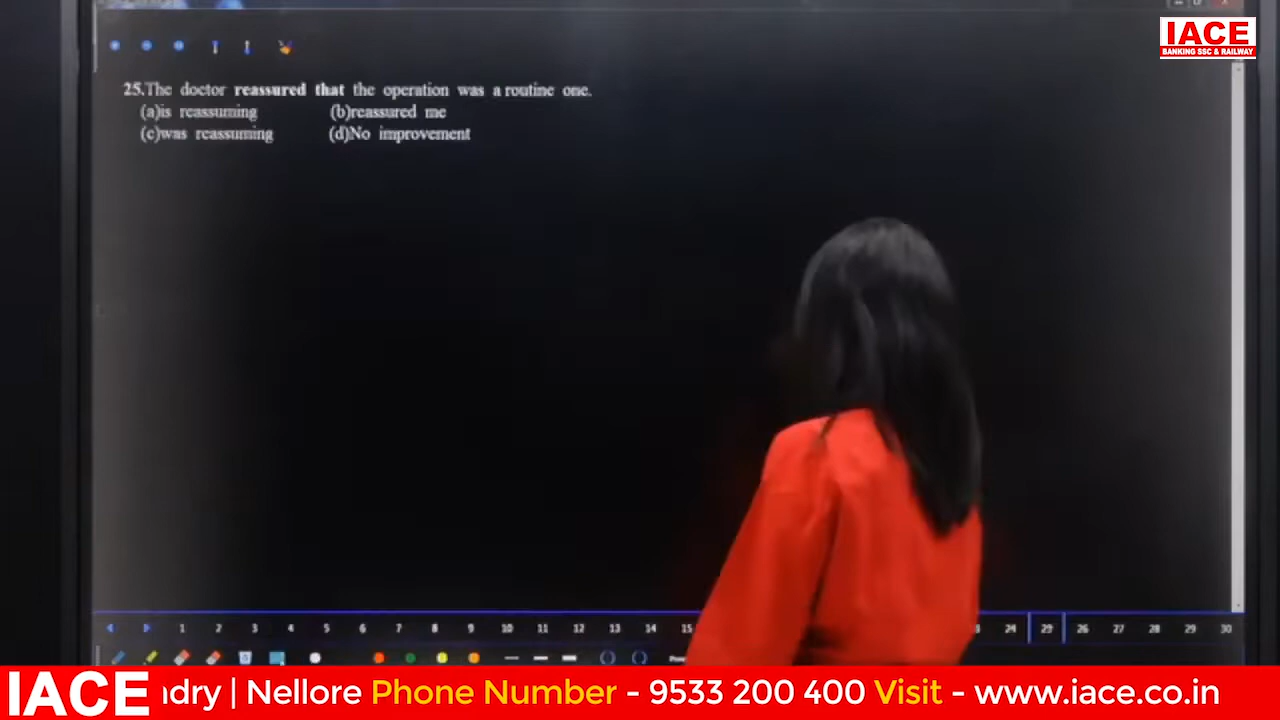 IACE
BANKING SSC & RAILWAY
25.The doctor reassured that the operation was a routine one.
(a)is reassuming (b)reassured me
(c)was reassuming (d)No improvement
1 2 3 4 5 6 7 8 9 10 11 12 13 14 15 24 25 26 27 28 29 30
IACE ndry | Nellore Phone Number - 9533 200 400 Visit - www.iace.co.in